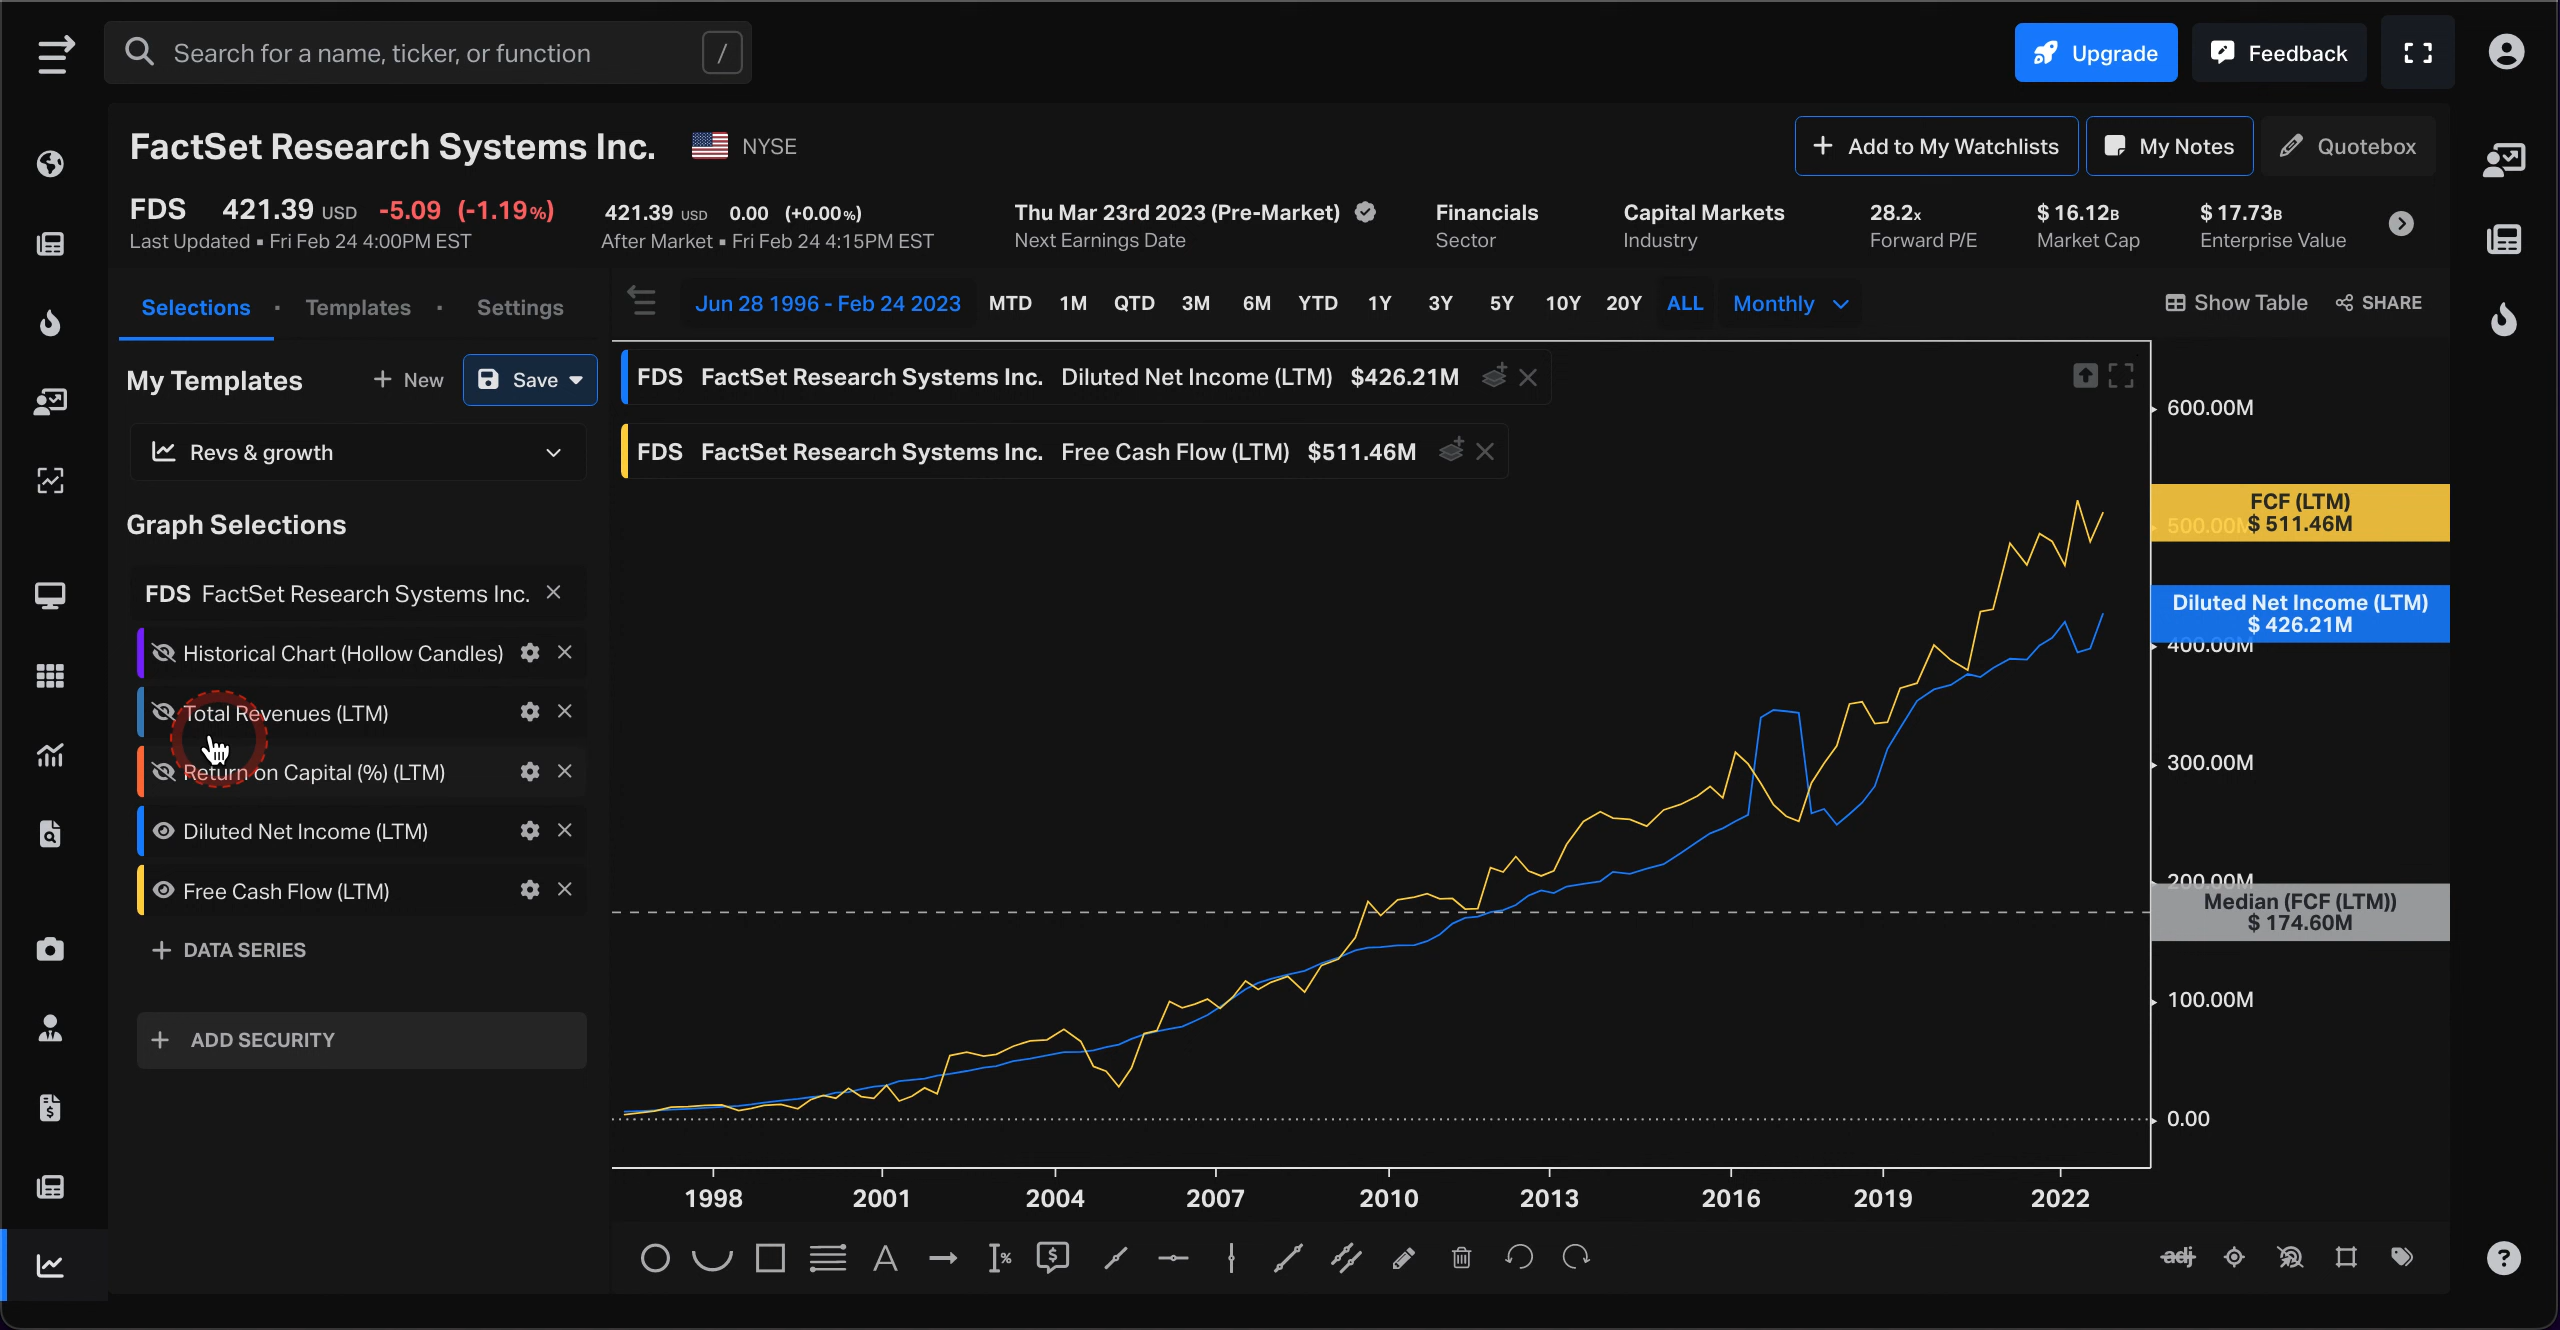 Search for a name, ticker, or function /
Upgrade
Feedback
FactSet Research Systems Inc. NYSE
+ Add to My Watchlists
My Notes
Quotebox
FDS 421.39 USD -5.09 (-1.19%)
Last Updated ▪ Fri Feb 24 4:00PM EST
421.39 USD 0.00 (+0.00%)
After Market ▪ Fri Feb 24 4:15PM EST
Thu Mar 23rd 2023 (Pre-Market)
Next Earnings Date
Financials
Sector
Capital Markets
Industry
28.2x
Forward P/E
$ 16.12B
Market Cap
$ 17.73B
Enterprise Value
Selections · Templates · Settings
Jun 28 1996 - Feb 24 2023 MTD 1M QTD 3M 6M YTD 1Y 3Y 5Y 10Y 20Y ALL Monthly
Show Table
SHARE
My Templates + New Save
Revs & growth
Graph Selections
FDS FactSet Research Systems Inc.
Historical Chart (Hollow Candles)
Total Revenues (LTM)
Return on Capital (%) (LTM)
Diluted Net Income (LTM)
Free Cash Flow (LTM)
+ DATA SERIES
+ ADD SECURITY
FDS FactSet Research Systems Inc. Diluted Net Income (LTM) $426.21M
FDS FactSet Research Systems Inc. Free Cash Flow (LTM) $511.46M
600.00M
FCF (LTM)
500.00M
$ 511.46M
Diluted Net Income (LTM)
$ 426.21M
400.00M
300.00M
200.00M
Median (FCF (LTM))
$ 174.60M
100.00M
0.00
1998 2001 2004 2007 2010 2013 2016 2019 2022
A
%
$
adj
?